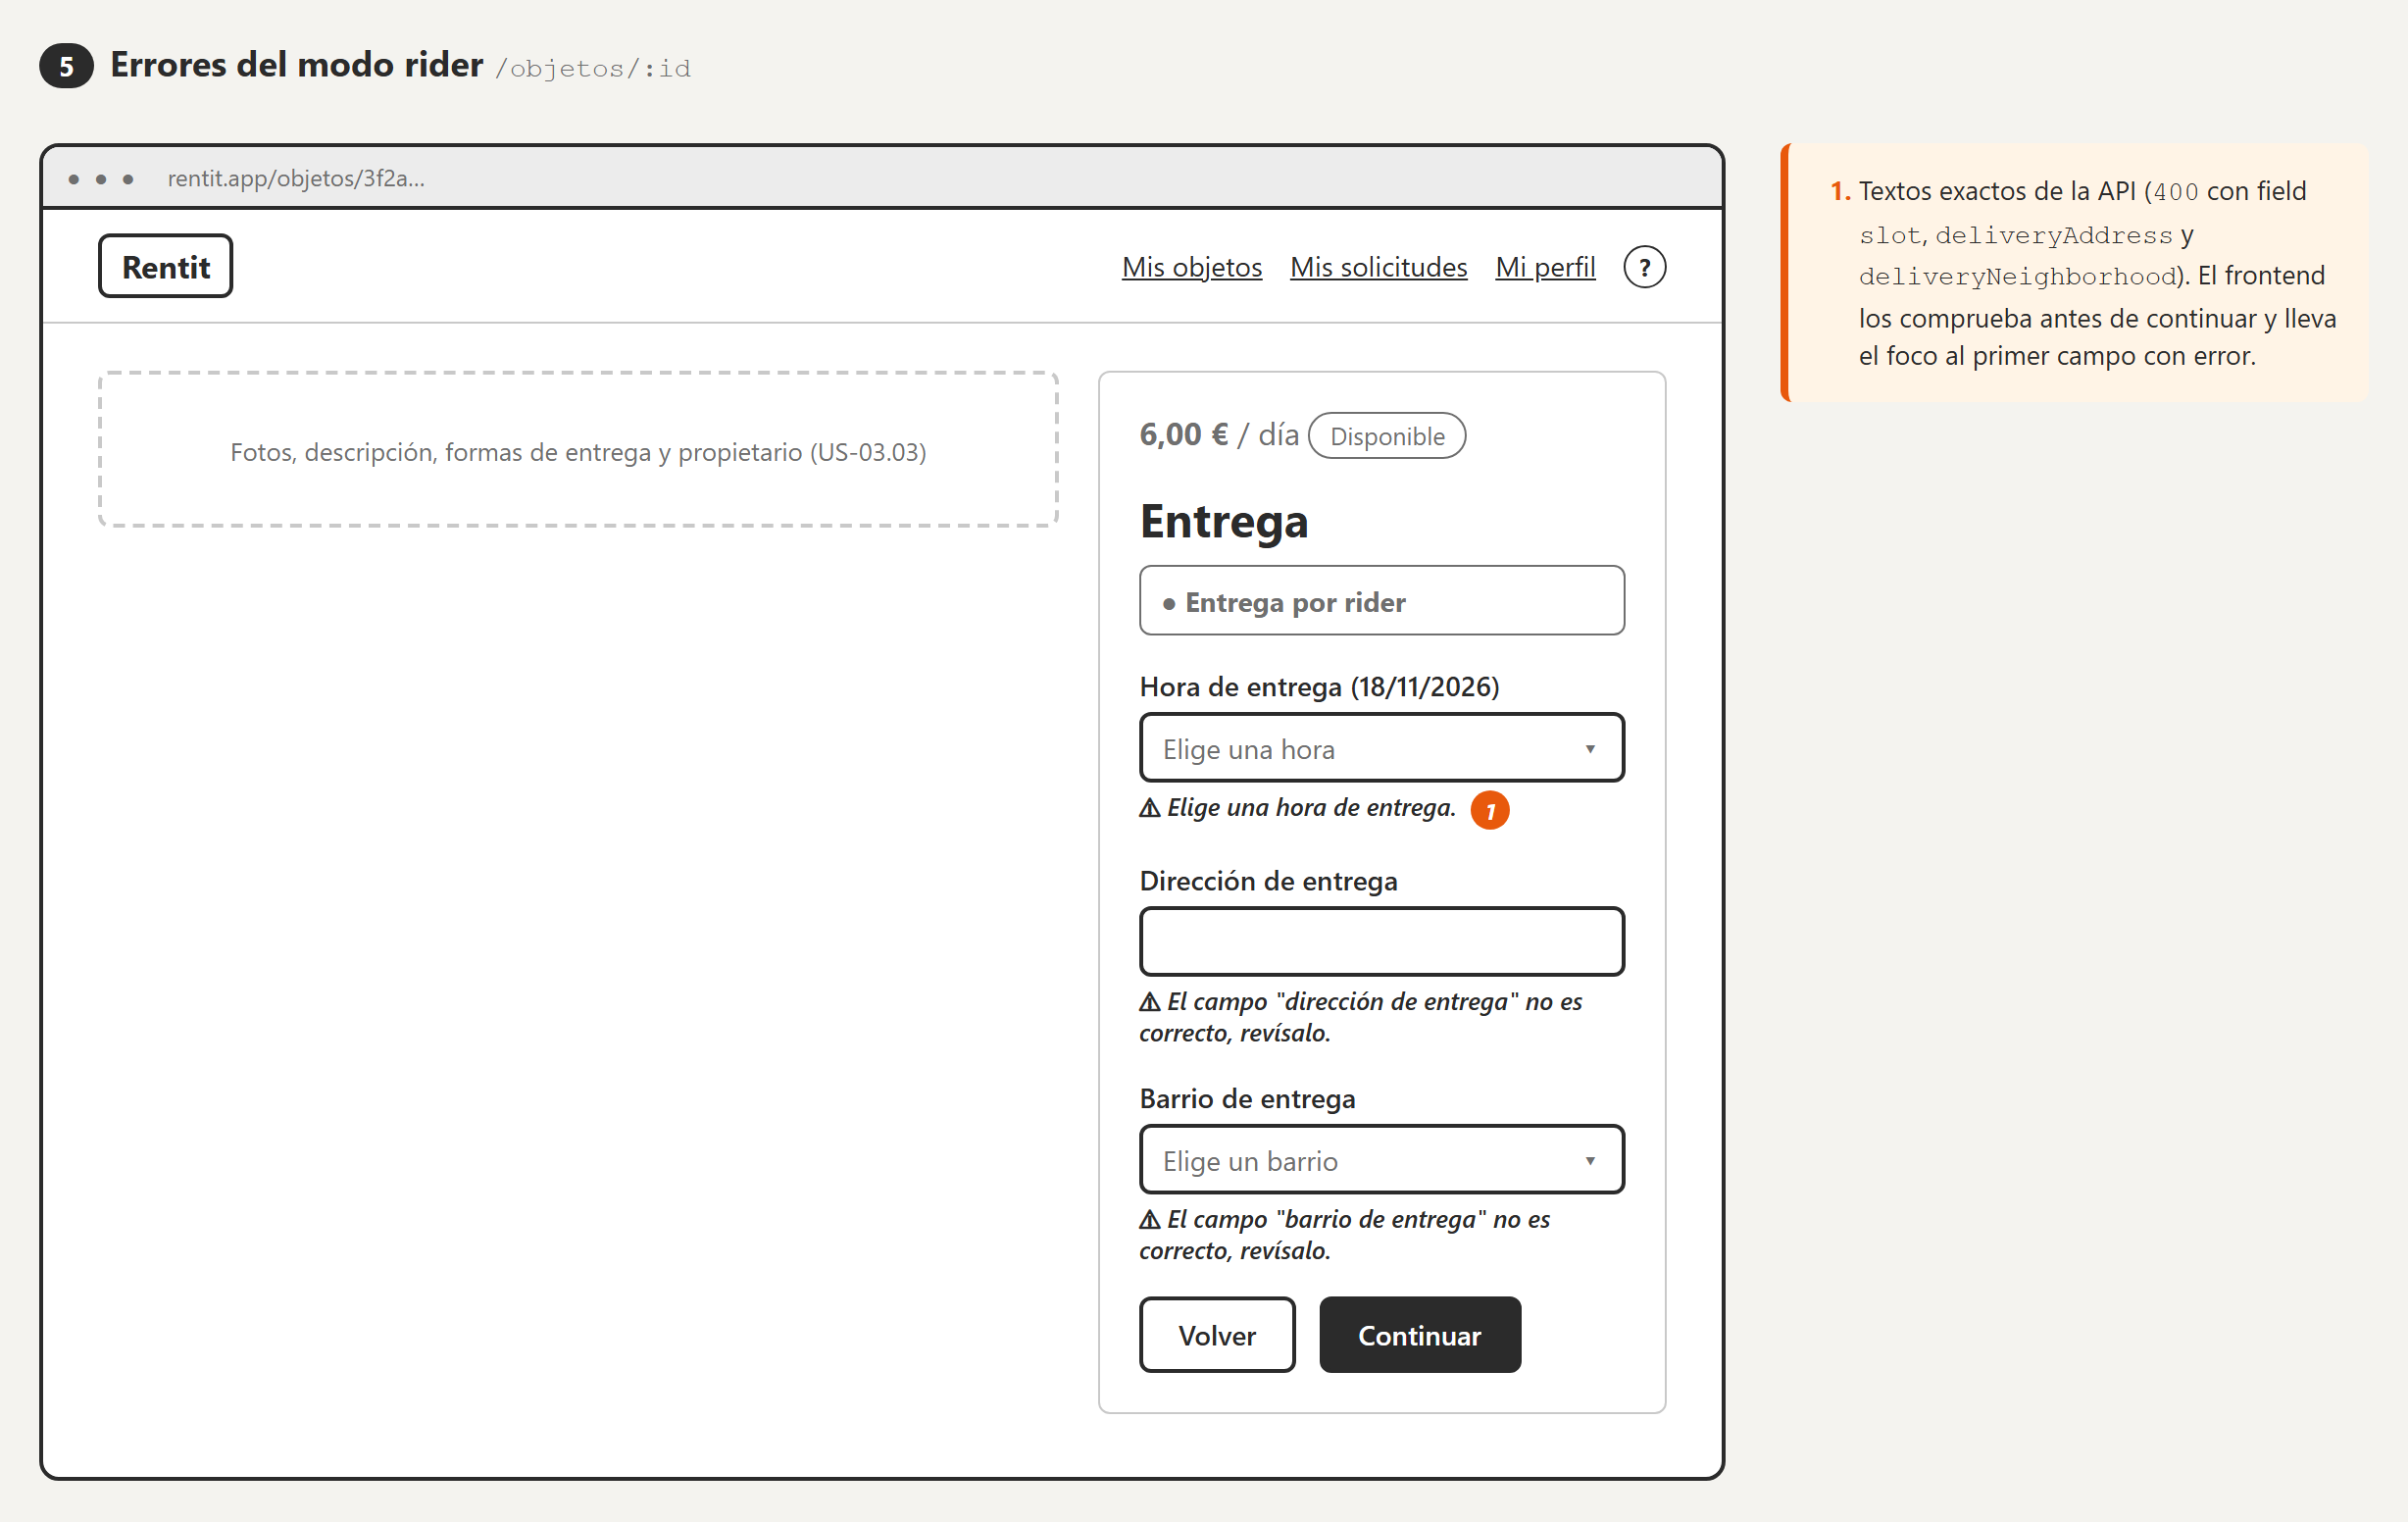 5 Errores del modo rider /objetos/:id
rentit.app/objetos/3f2a...
Rentit
Mis objetos Mis solicitudes Mi perfil ?
Fotos, descripción, formas de entrega y propietario (US-03.03)
6,00 € / día Disponible
Entrega
● Entrega por rider
Hora de entrega (18/11/2026)
Elige una hora ▾
⚠ Elige una hora de entrega. 1
Dirección de entrega
⚠ El campo "dirección de entrega" no es
correcto, revísalo.
Barrio de entrega
Elige un barrio ▾
⚠ El campo "barrio de entrega" no es
correcto, revísalo.
Volver Continuar
1. Textos exactos de la API (400 con field
slot, deliveryAddress y
deliveryNeighborhood). El frontend
los comprueba antes de continuar y lleva
el foco al primer campo con error.